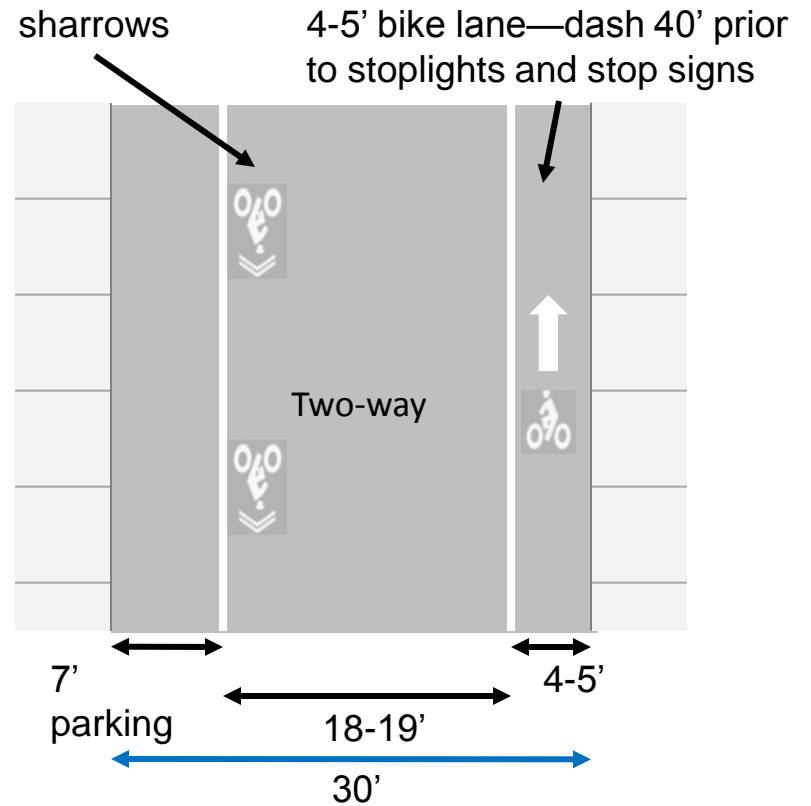 sharrows
4-5’ bike lane—dash 40’ prior
to stoplights and stop signs
Two-way
7’
parking
18-19’
4-5’
30’